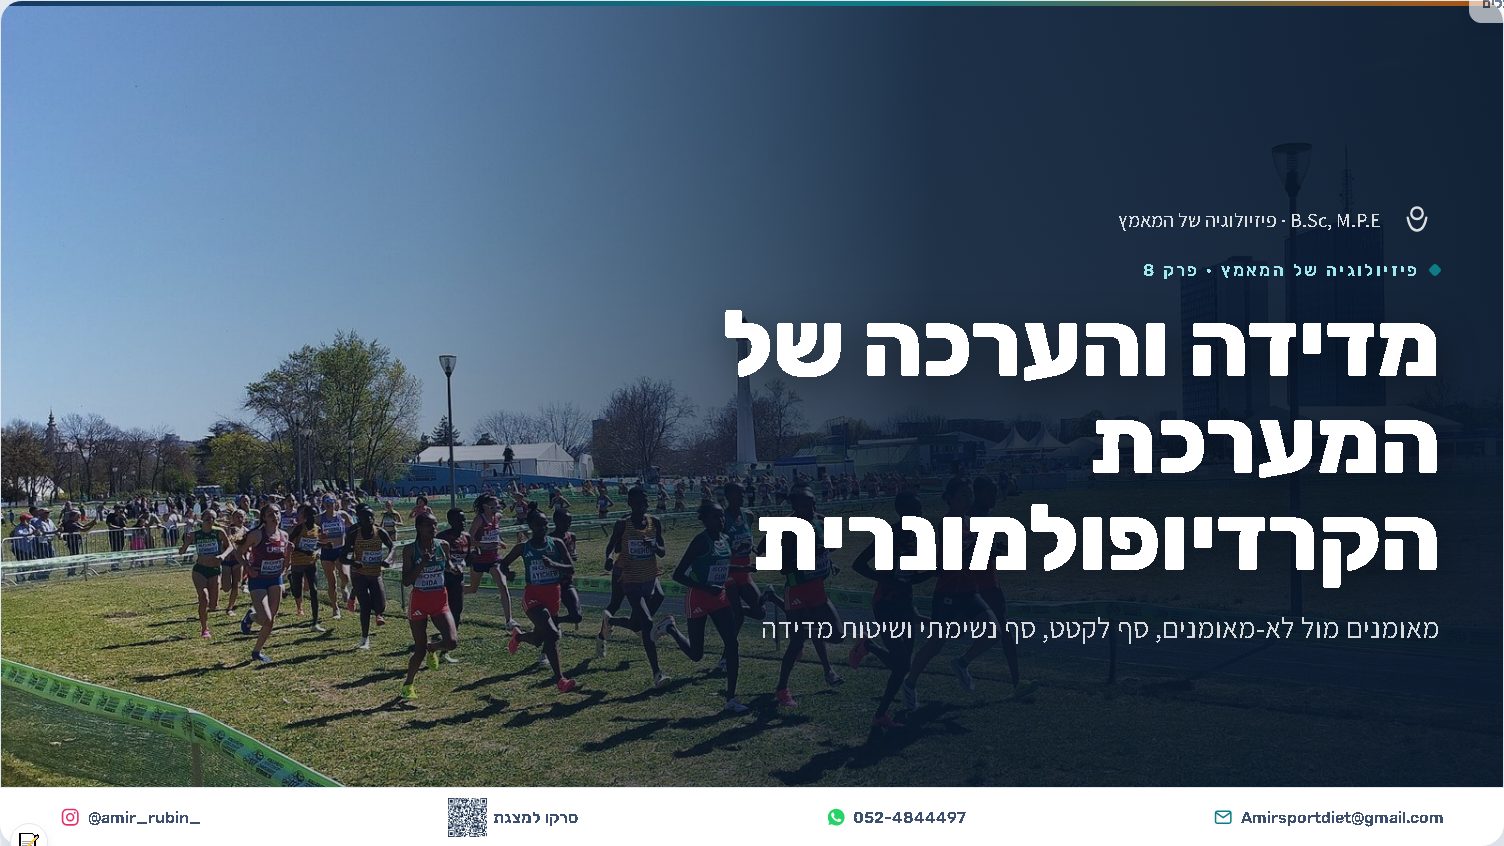 B.Sc, M.P.E · פיזיולוגיה של המאמץ
פיזיולוגיה של המאמץ • פרק 8
מדידה והערכה של
המערכת
הקרדיופולמונרית
מאומנים מול לא-מאומנים, סף לקטט, סף נשימתי ושיטות מדידה
Amirsportdiet@gmail.com
052-4844497
סרקו למצגת
@amir_rubin_